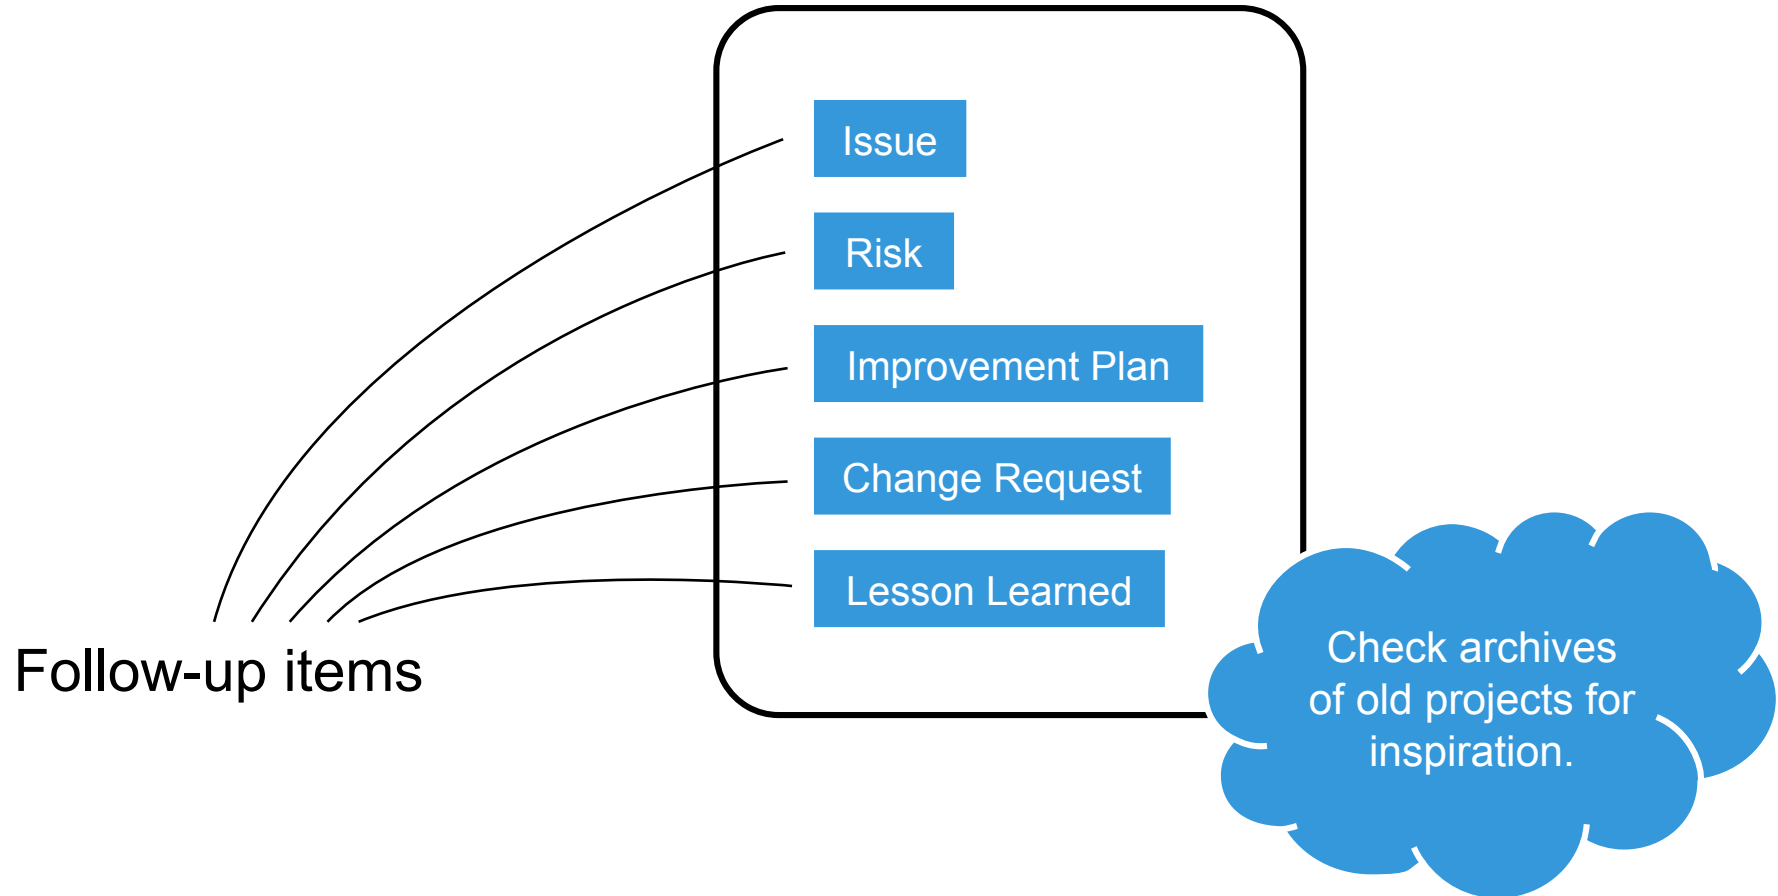 Issue
Risk
Improvement Plan
Change Request
Lesson Learned
Follow-up items
Check archives
of old projects for
inspiration.